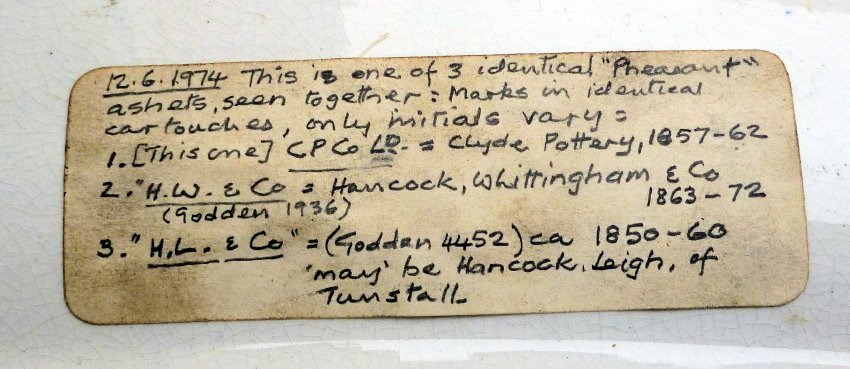 12.6.1974 This is one of 3 identical "Pheasant"
ashets, seen together: Marks in identical
cartouches, only initials vary:
1. [This one] CP Co LD. = Clyde Pottery, 1857-62
2. "H.W. & Co = Hancock, Whittingham & Co
(Godden 1936) 1863-72
3. "H.L. & Co" = (Godden 4452) ca 1850-60
'may' be Hancock, Leigh, of
Tunstall